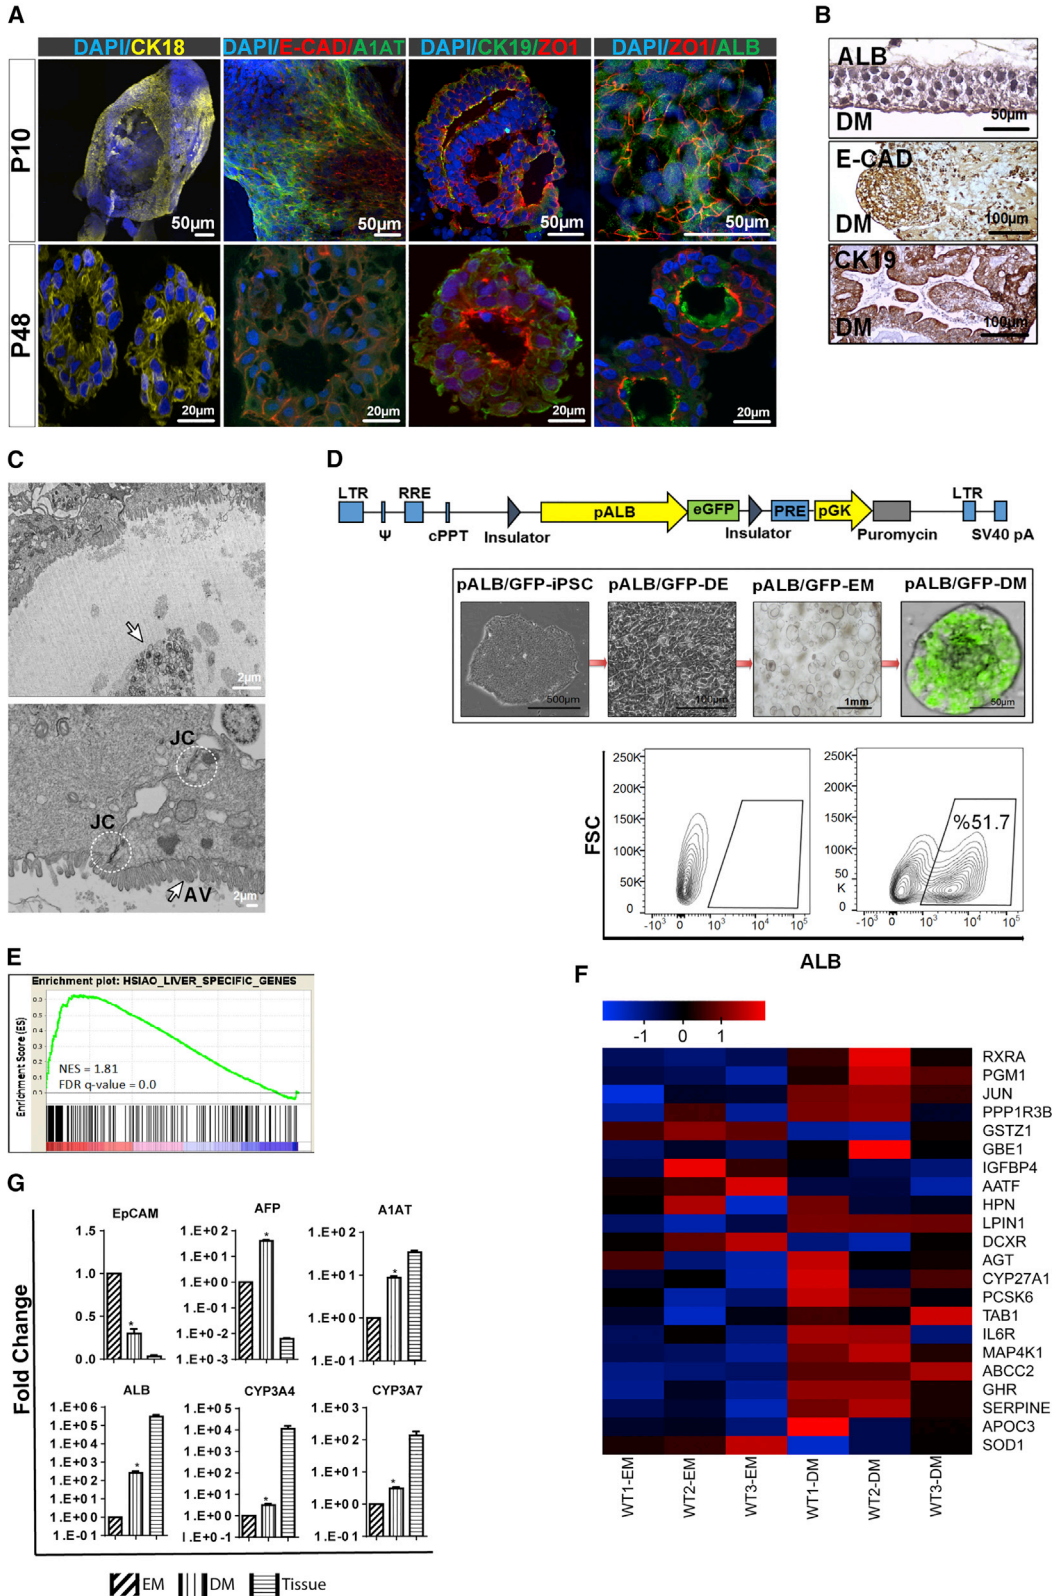 A
DAPI/CK18
DAPI/E-CAD/A1AT
DAPI/CK19/ZO1
DAPI/ZO1/ALB
P10
50µm
50µm
50µm
50µm
P48
20µm
20µm
20µm
20µm
B
ALB
DM
50µm
E-CAD
DM
100µm
CK19
DM
100µm
C
2µm
JC
JC
AV
2µm
D
LTR
RRE
LTR
pALB
eGFP
PRE
pGK
Ψ
cPPT
Insulator
Insulator
Puromycin
SV40 pA
pALB/GFP-iPSC
pALB/GFP-DE
pALB/GFP-EM
pALB/GFP-DM
500µm
100µm
1mm
50µm
FSC
250K
200K
150K
100K
50K
0
-10³ 0 10³ 10⁴ 10⁵
250K
200K
150K
100K
50
K
0
%51.7
-10³ 0 10³ 10⁴ 10⁵
ALB
E
Enrichment plot: HSIAO_LIVER_SPECIFIC_GENES
Enrichment Score (ES)
NES = 1.81
FDR q-value = 0.0
F
-1 0 1
RXRA
PGM1
JUN
PPP1R3B
GSTZ1
GBE1
IGFBP4
AATF
HPN
LPIN1
DCXR
AGT
CYP27A1
PCSK6
TAB1
IL6R
MAP4K1
ABCC2
GHR
SERPINE
APOC3
SOD1
WT1-EM
WT2-EM
WT3-EM
WT1-DM
WT2-DM
WT3-DM
G
Fold Change
EpCAM
1.5
1.0
0.5
0.0
*
AFP
1.E+02
1.E+01
1.E+00
1.E-01
1.E-02
1.E-03
*
A1AT
1.E+02
1.E+01
1.E+00
1.E-01
*
ALB
1.E+06
1.E+05
1.E+04
1.E+03
1.E+02
1.E+01
1.E+00
1.E-01
*
CYP3A4
1.E+05
1.E+04
1.E+03
1.E+02
1.E+01
1.E+00
1.E-01
*
CYP3A7
1.E+03
1.E+02
1.E+01
1.E+00
1.E-01
*
EM
DM
Tissue